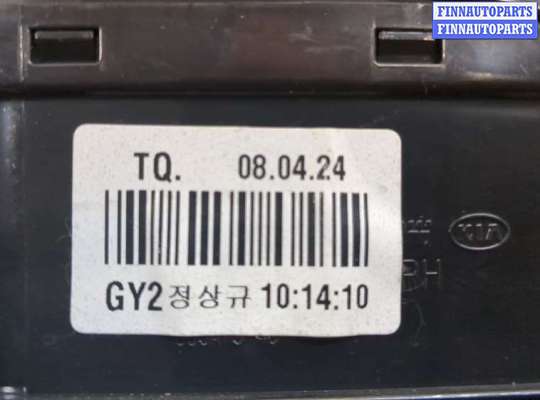 FINNAUTOPARTS
FINNAUTOPARTS
TQ. 08.04.24
KIA
GY2 정상규 10:14:10